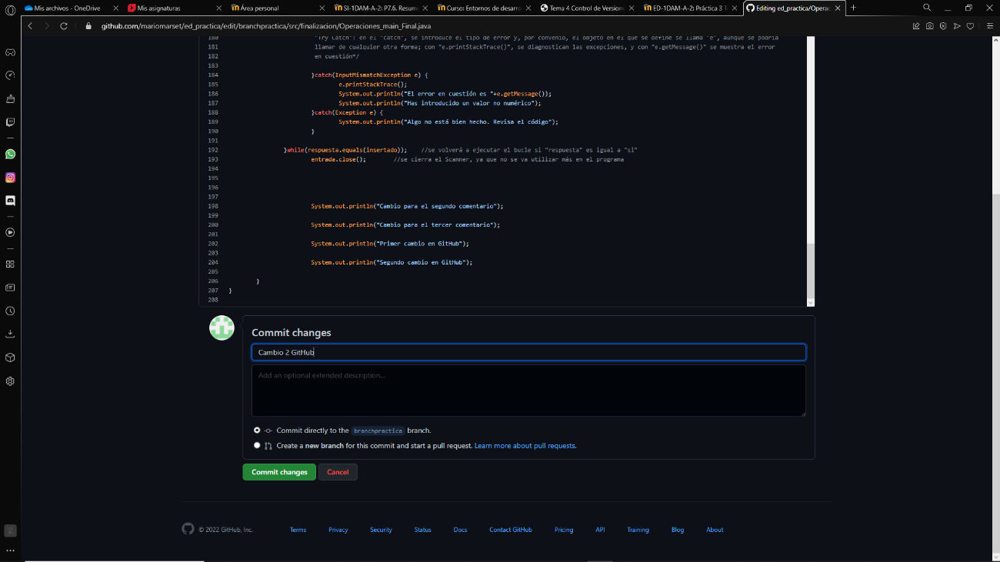 Mis archivos - OneDrive
Mis asignaturas
Área personal
SI-1DAM-A-2: P7.6. Resum
Curso: Entornos de desarro
Tema 4 Control de Version
ED-1DAM-A-2: Práctica 3 T
Editing ed_practica/Operac
github.com/mariomarset/ed_practica/edit/branchpractica/src/finalizacion/Operaciones_main_Final.java
180 "Try Catch": en el "catch", se introduce el tipo de error y, por convenio, el objeto en el que se define se llama "e", aunque se podría
181 llamar de cualquier otra forma; con "e.printStackTrace()", se diagnostican las excepciones, y con "e.getMessage()" se muestra el error
182 en cuestión*/
183
184 }catch(InputMismatchException e) {
185 e.printStackTrace();
186 System.out.println("El error en cuestión es "+e.getMessage());
187 System.out.println("Has introducido un valor no numérico");
188 }catch(Exception e) {
189 System.out.println("Algo no está bien hecho. Revisa el código");
190 }
191
192 }while(respuesta.equals(insertado)); //se volverá a ejecutar el bucle si "respuesta" es igual a "si"
193 entrada.close(); //se cierra el Scanner, ya que no se va utilizar más en el programa
194
195
196
197
198 System.out.println("Cambio para el segundo comentario");
199
200 System.out.println("Cambio para el tercer comentario");
201
202 System.out.println("Primer cambio en GitHub");
203
204 System.out.println("Segundo cambio en GitHub");
205
206 }
207 }
208
Commit changes
Cambio 2 GitHub
Add an optional extended description...
Commit directly to the branchpractica branch.
Create a new branch for this commit and start a pull request. Learn more about pull requests.
Commit changes
Cancel
© 2022 GitHub, Inc.
Terms
Privacy
Security
Status
Docs
Contact GitHub
Pricing
API
Training
Blog
About